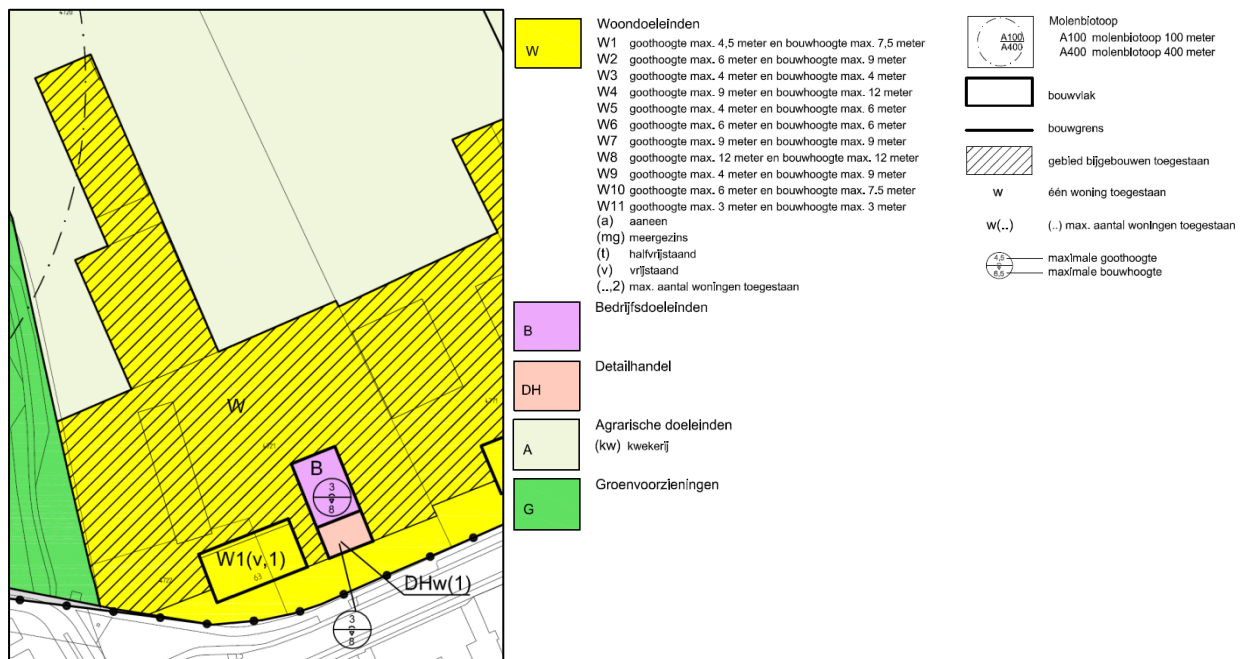 4720
W
4721
4771
B
3
8
W1(v,1)
63
4722
DHw(1)
3
8
W
Woondoeleinden
W1 goothoogte max. 4,5 meter en bouwhoogte max. 7,5 meter
W2 goothoogte max. 6 meter en bouwhoogte max. 9 meter
W3 goothoogte max. 4 meter en bouwhoogte max. 4 meter
W4 goothoogte max. 9 meter en bouwhoogte max. 12 meter
W5 goothoogte max. 4 meter en bouwhoogte max. 6 meter
W6 goothoogte max. 6 meter en bouwhoogte max. 6 meter
W7 goothoogte max. 9 meter en bouwhoogte max. 9 meter
W8 goothoogte max. 12 meter en bouwhoogte max. 12 meter
W9 goothoogte max. 4 meter en bouwhoogte max. 9 meter
W10 goothoogte max. 6 meter en bouwhoogte max. 7.5 meter
W11 goothoogte max. 3 meter en bouwhoogte max. 3 meter
(a) aaneen
(mg) meergezins
(t) halfvrijstaand
(v) vrijstaand
(..,2) max. aantal woningen toegestaan
B
Bedrijfsdoeleinden
DH
Detailhandel
A
Agrarische doeleinden
(kw) kwekerij
G
Groenvoorzieningen
A100
A400
Molenbiotoop
A100 molenbiotoop 100 meter
A400 molenbiotoop 400 meter
bouwvlak
bouwgrens
gebied bijgebouwen toegestaan
w één woning toegestaan
w(..) (..) max. aantal woningen toegestaan
4,5
6,5
maximale goothoogte
maximale bouwhoogte